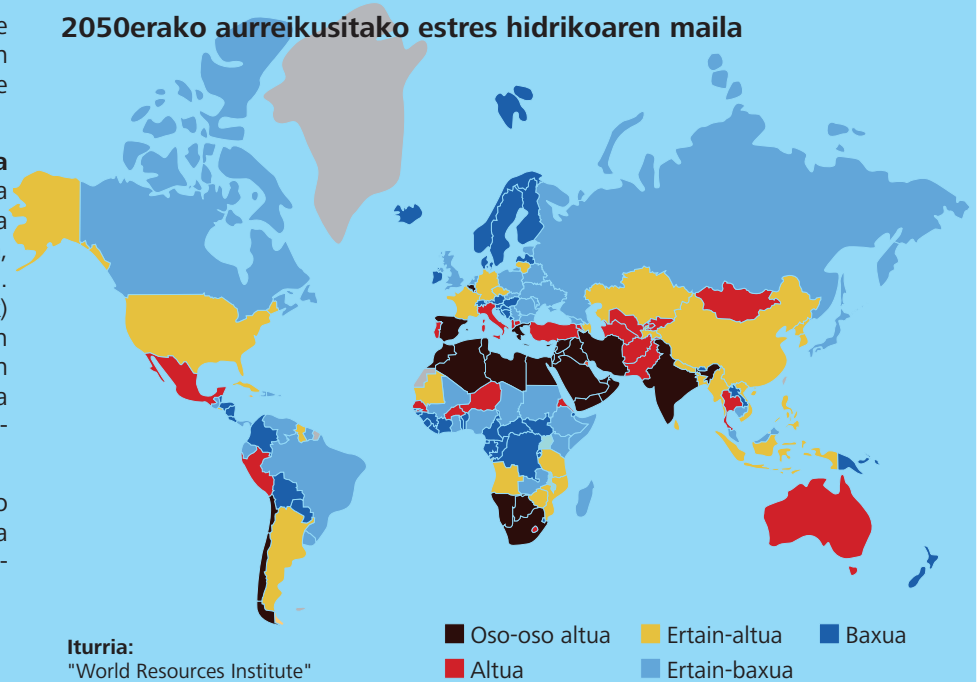 2050erako aurreikusitako estres hidrikoaren maila
Iturria:
"World Resources Institute"
Oso-oso altua
Altua
Ertain-altua
Ertain-baxua
Baxua